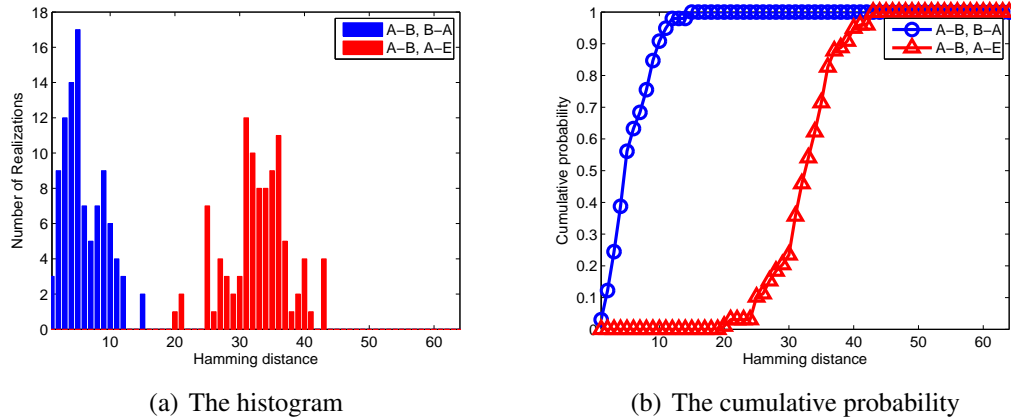 18
16
14
12
10
8
6
4
2
0
10 20 30 40 50 60
Number of Realizations
Hamming distance
A−B, B−A
A−B, A−E
(a) The histogram
1
0.9
0.8
0.7
0.6
0.5
0.4
0.3
0.2
0.1
0
10 20 30 40 50 60
Cumulative probability
Hamming distance
A−B, B−A
A−B, A−E
(b) The cumulative probability